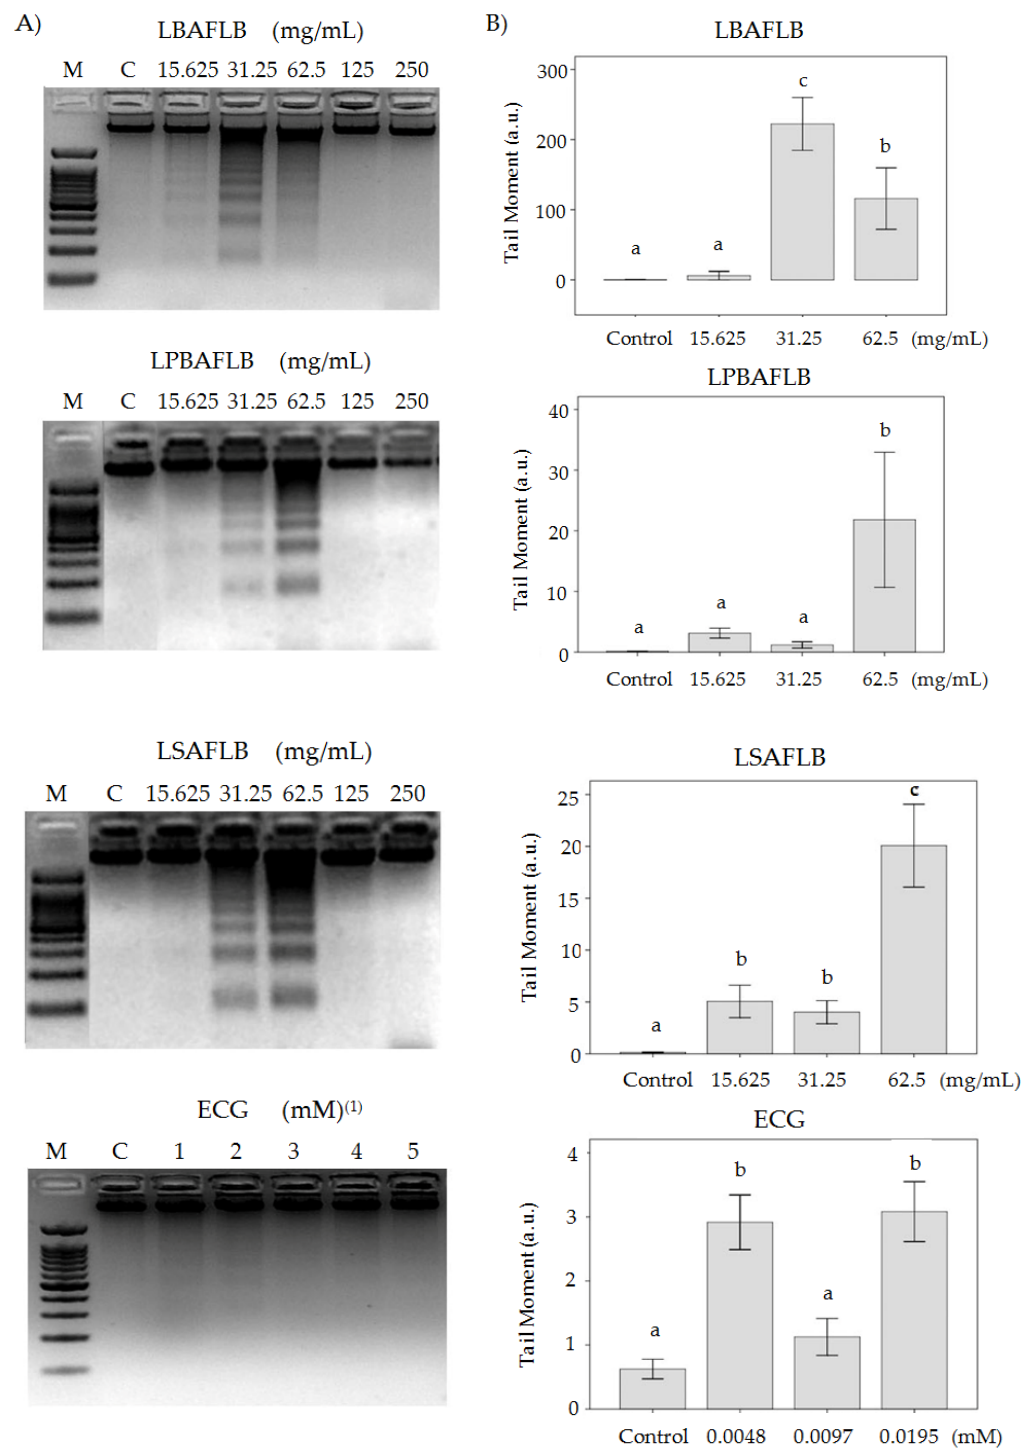 A)
LBAFLB (mg/mL)
M C 15.625 31.25 62.5 125 250
LPBAFLB (mg/mL)
M C 15.625 31.25 62.5 125 250
LSAFLB (mg/mL)
M C 15.625 31.25 62.5 125 250
ECG (mM)(1)
M C 1 2 3 4 5
B)
LBAFLB
Tail Moment (a.u.)
300
200
100
0
a a c b
Control 15.625 31.25 62.5 (mg/mL)
LPBAFLB
Tail Moment (a.u.)
40
30
20
10
0
a a a b
Control 15.625 31.25 62.5 (mg/mL)
LSAFLB
Tail Moment (a.u.)
25
20
15
10
5
0
a b b c
Control 15.625 31.25 62.5 (mg/mL)
ECG
Tail Moment (a.u.)
4
3
2
1
0
a b a b
Control 0.0048 0.0097 0.0195 (mM)